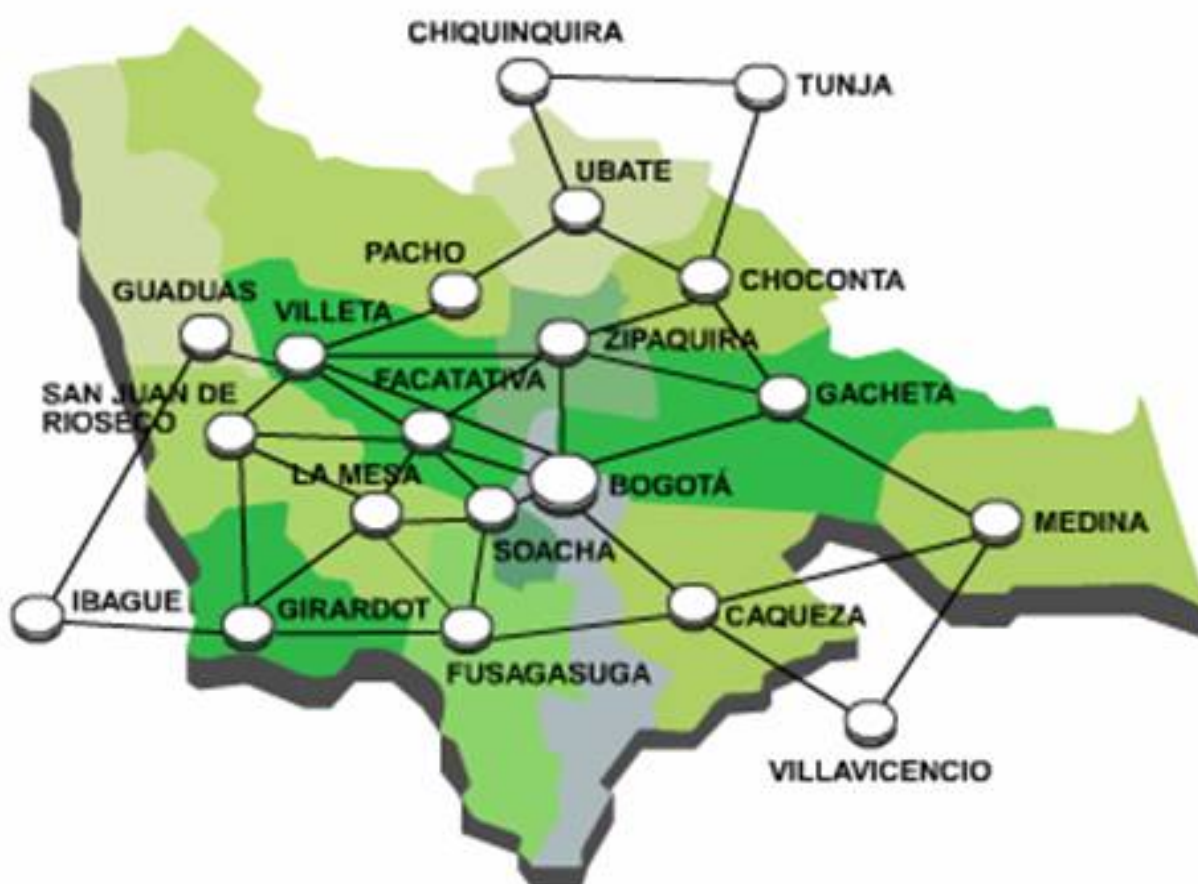 CHIQUINQUIRA
TUNJA
UBATE
PACHO
CHOCONTA
GUADUAS
VILLETA
ZIPAQUIRA
FACATATIVA
SAN JUAN DE
RIOSECO
GACHETA
LA MESA
BOGOTÁ
MEDINA
SOACHA
IBAGUE
GIRARDOT
CAQUEZA
FUSAGASUGA
VILLAVICENCIO